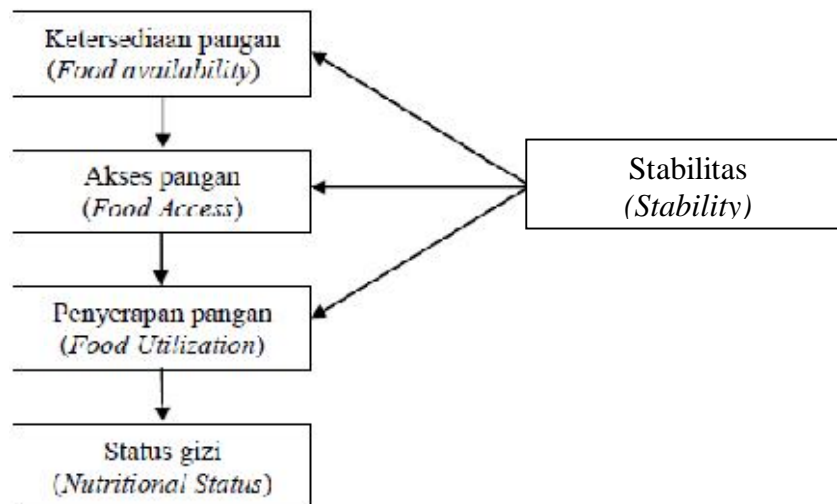 Ketersediaan pangan
(Food availability)
Akses pangan
(Food Access)
Penyerapan pangan
(Food Utilization)
Status gizi
(Nutritional Status)
Stabilitas
(Stability)